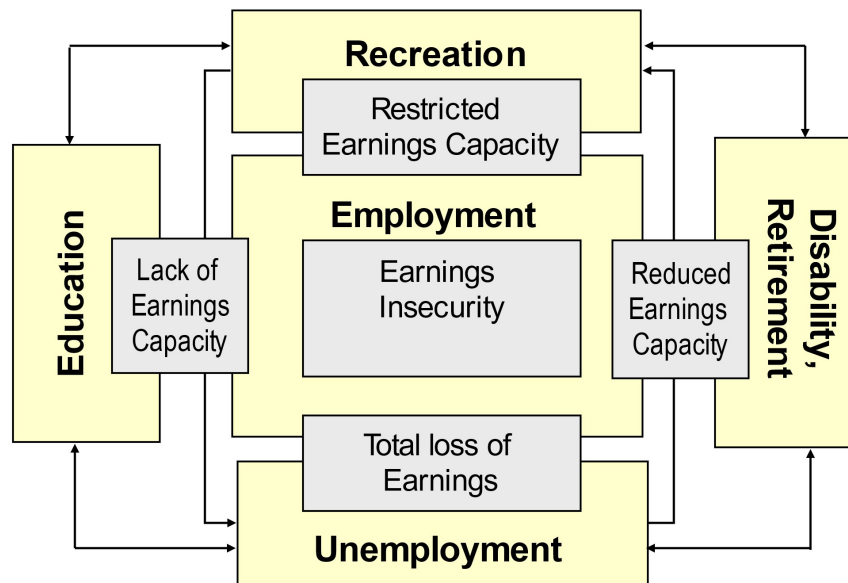 Recreation
Restricted
Earnings Capacity
Education
Lack of
Earnings
Capacity
Employment
Earnings
Insecurity
Reduced
Earnings
Capacity
Disability,
Retirement
Total loss of
Earnings
Unemployment